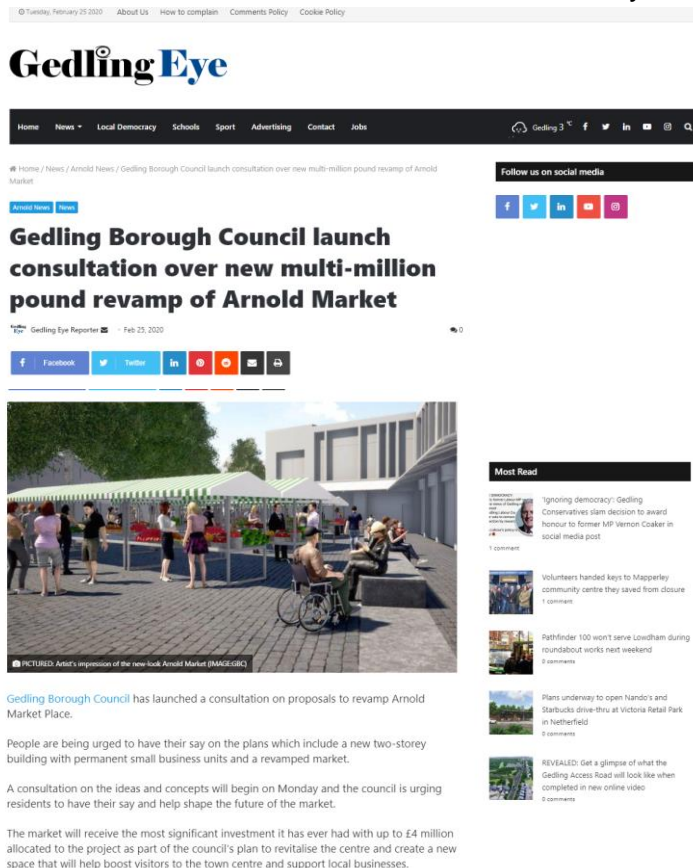 Tuesday, February 25 2020 About Us How to complain Comments Policy Cookie Policy
Gedling Eye
Home News Local Democracy Schools Sport Advertising Contact Jobs Gedling 3 °C
Home / News / Arnold News / Gedling Borough Council launch consultation over new multi-million pound revamp of Arnold
Market
Arnold News News
Gedling Borough Council launch
consultation over new multi-million
pound revamp of Arnold Market
Gedling Eye Reporter · Feb 25, 2020 0
Facebook Twitter
PICTURED: Artist's impression of the new-look Arnold Market (IMAGE:GBC)
Gedling Borough Council has launched a consultation on proposals to revamp Arnold
Market Place.
People are being urged to have their say on the plans which include a new two-storey
building with permanent small business units and a revamped market.
A consultation on the ideas and concepts will begin on Monday and the council is urging
residents to have their say and help shape the future of the market.
The market will receive the most significant investment it has ever had with up to £4 million
allocated to the project as part of the council's plan to revitalise the centre and create a new
space that will help boost visitors to the town centre and support local businesses.
Follow us on social media
Most Read
'Ignoring democracy': Gedling
Conservatives slam decision to award
honour to former MP Vernon Coaker in
social media post
1 comment
Volunteers handed keys to Mapperley
community centre they saved from closure
1 comment
Pathfinder 100 won't serve Lowdham during
roundabout works next weekend
0 comments
Plans underway to open Nando's and
Starbucks drive-thru at Victoria Retail Park
in Netherfield
0 comments
REVEALED: Get a glimpse of what the
Gedling Access Road will look like when
completed in new online video
0 comments